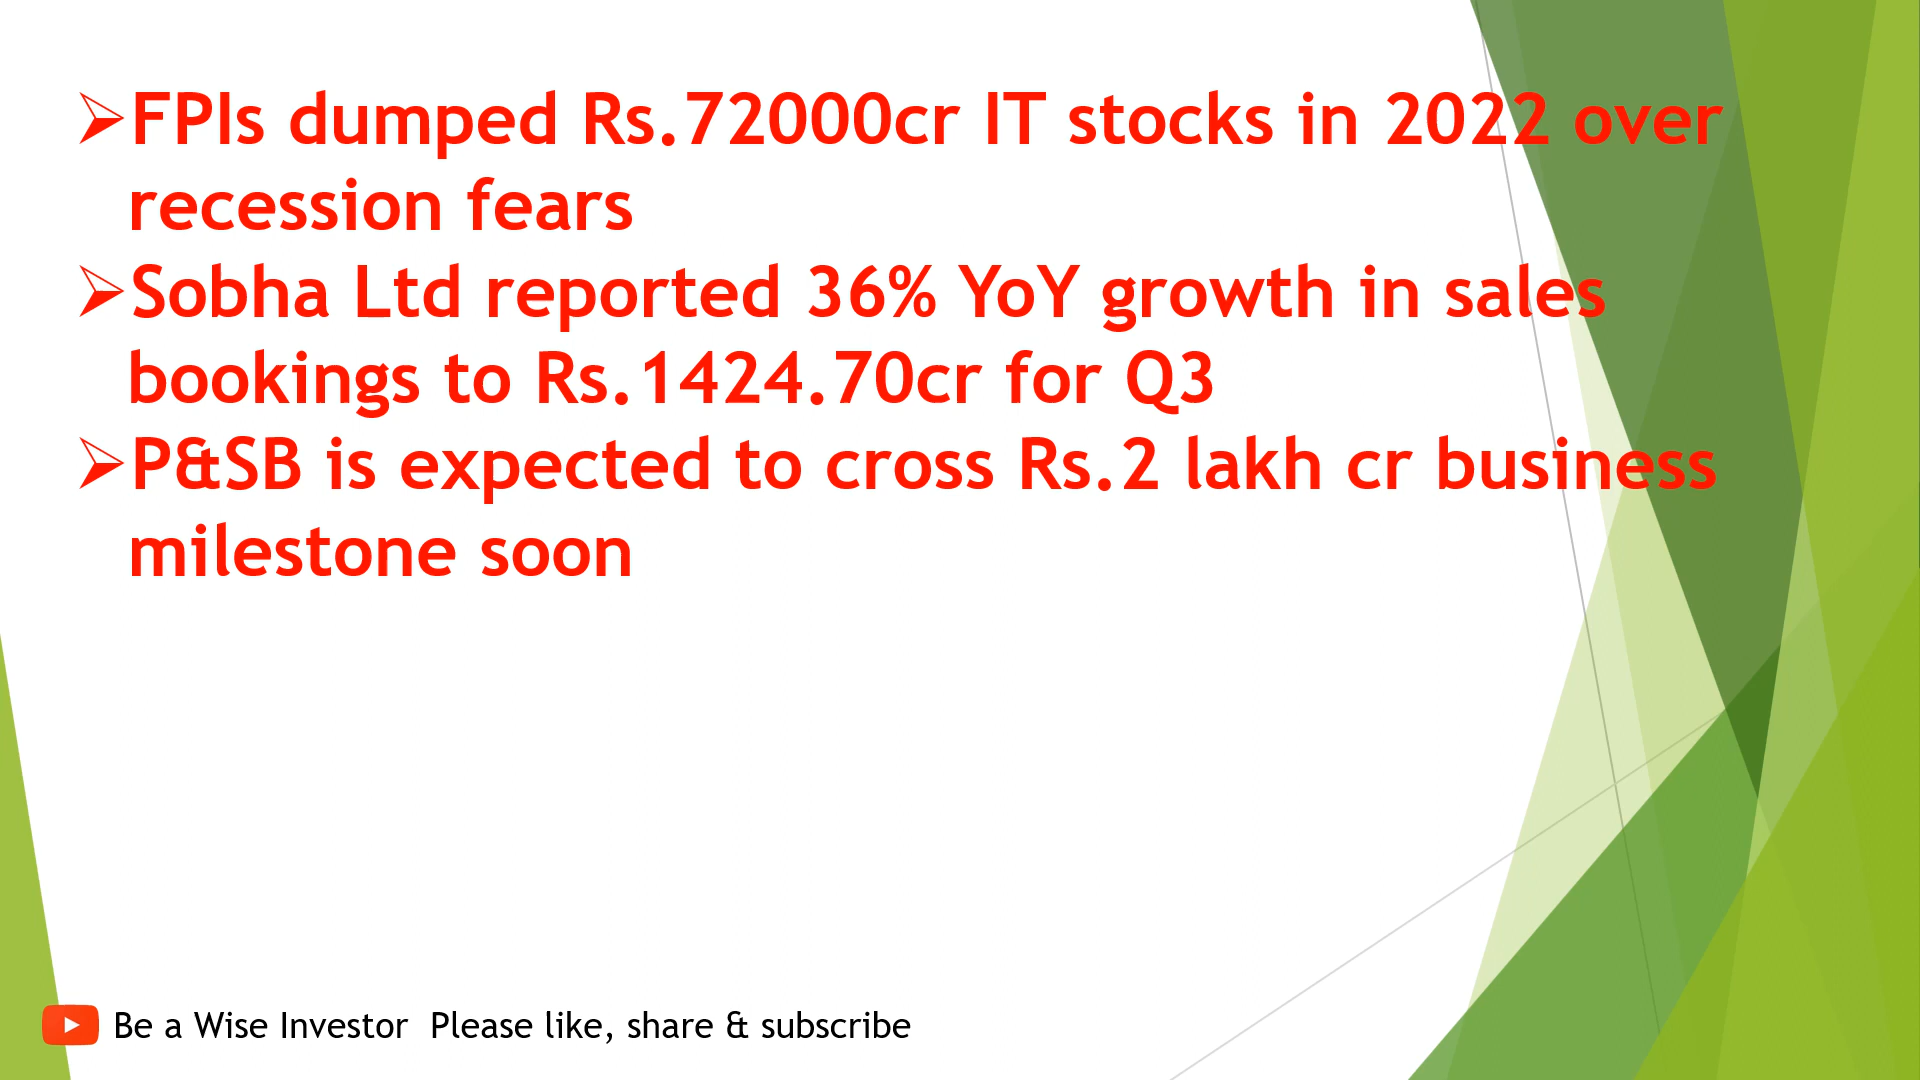 ➢FPIs dumped Rs.72000cr IT stocks in 2022 over
recession fears
➢Sobha Ltd reported 36% YoY growth in sales
bookings to Rs.1424.70cr for Q3
➢P&SB is expected to cross Rs.2 lakh cr business
milestone soon
Be a Wise Investor  Please like, share & subscribe